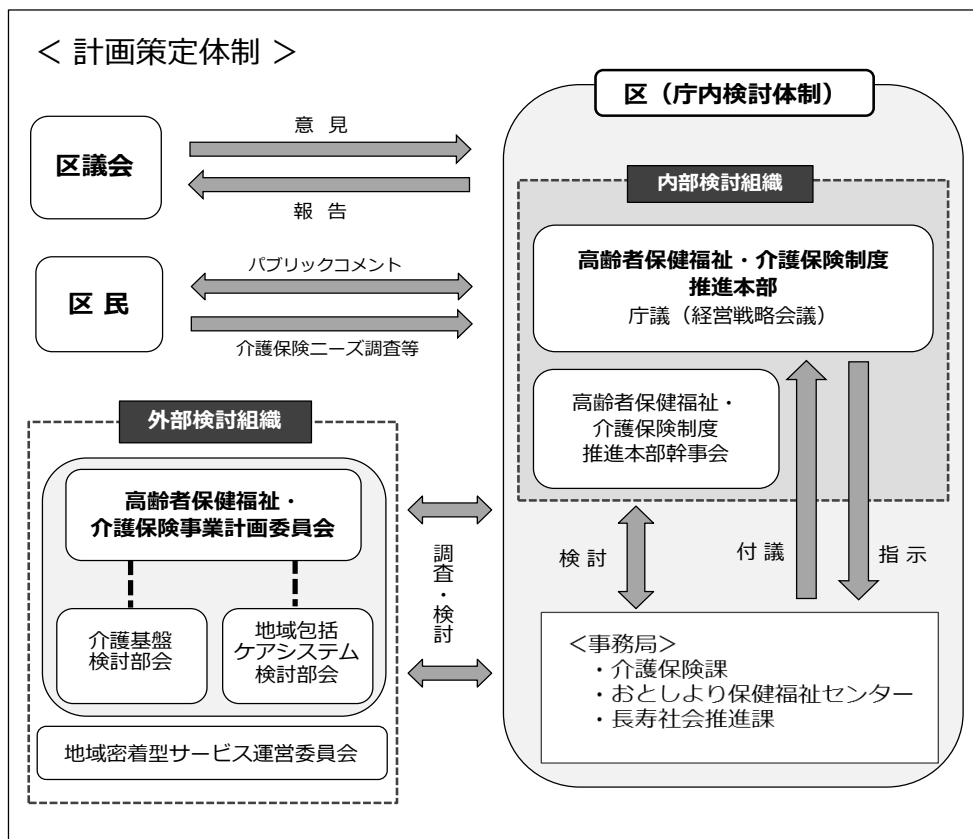 ＜ 計画策定体制 ＞
区（庁内検討体制）
区議会
意 見
報 告
区 民
パブリックコメント
介護保険ニーズ調査等
内部検討組織
高齢者保健福祉・介護保険制度
推進本部
庁議（経営戦略会議）
高齢者保健福祉・
介護保険制度
推進本部幹事会
外部検討組織
高齢者保健福祉・
介護保険事業計画委員会
介護基盤
検討部会
地域包括
ケアシステム
検討部会
地域密着型サービス運営委員会
調査・検討
検 討
付 議
指 示
＜事務局＞
・介護保険課
・おとしより保健福祉センター
・長寿社会推進課